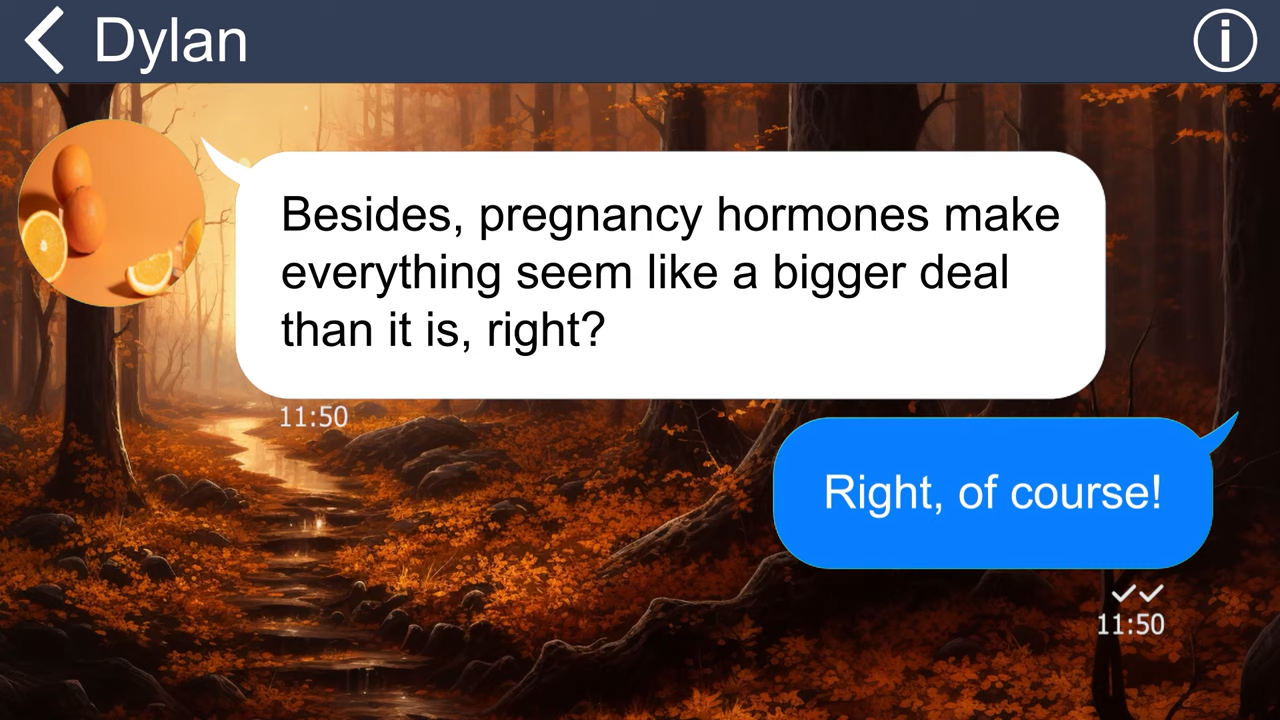 Dylan
Besides, pregnancy hormones make
everything seem like a bigger deal
than it is, right?
11:50
Right, of course!
11:50